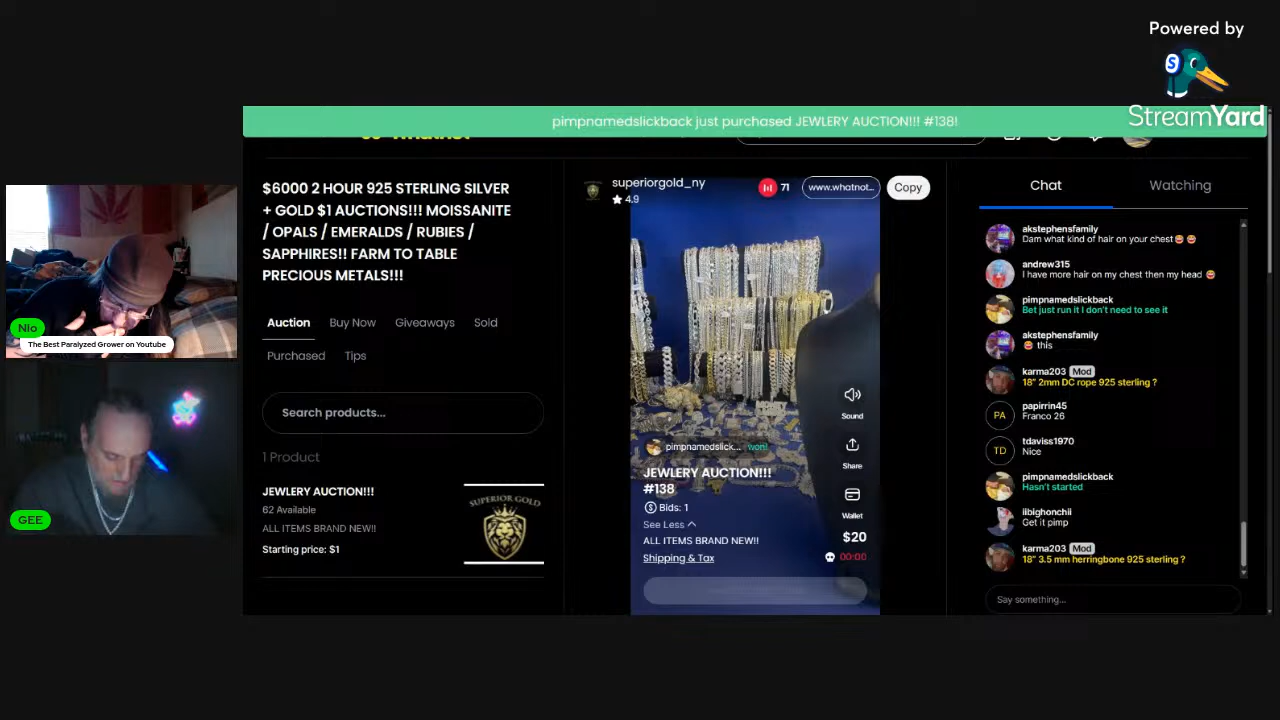 Powered by
StreamYard
pimpnamedslickback just purchased JEWLERY AUCTION!!! #138!
$6000 2 HOUR 925 STERLING SILVER
+ GOLD $1 AUCTIONS!!! MOISSANITE
/ OPALS / EMERALDS / RUBIES /
SAPPHIRES!! FARM TO TABLE
PRECIOUS METALS!!!
Auction
Buy Now
Giveaways
Sold
Purchased
Tips
Search products...
1 Product
JEWLERY AUCTION!!!
62 Available
ALL ITEMS BRAND NEW!!
Starting price: $1
SUPERIOR GOLD
superiorgold_ny
4.9
71
www.whatnot...
Copy
Sound
Share
Wallet
pimpnamedslick... won!
JEWLERY AUCTION!!!
#138
Bids: 1
See Less
ALL ITEMS BRAND NEW!!
Shipping & Tax
$20
00:00
Chat
Watching
akstephensfamily
Dam what kind of hair on your chest
andrew315
I have more hair on my chest then my head
pimpnamedslickback
Bet just run it I don't need to see it
akstephensfamily
this
karma203 Mod
18" 2mm DC rope 925 sterling ?
PA
papirrin45
Franco 26
TD
tdaviss1970
Nice
pimpnamedslickback
Hasn't started
iibighonchii
Get it pimp
karma203 Mod
18" 3.5 mm herringbone 925 sterling ?
Say something...
Nio
The Best Paralyzed Grower on Youtube
GEE